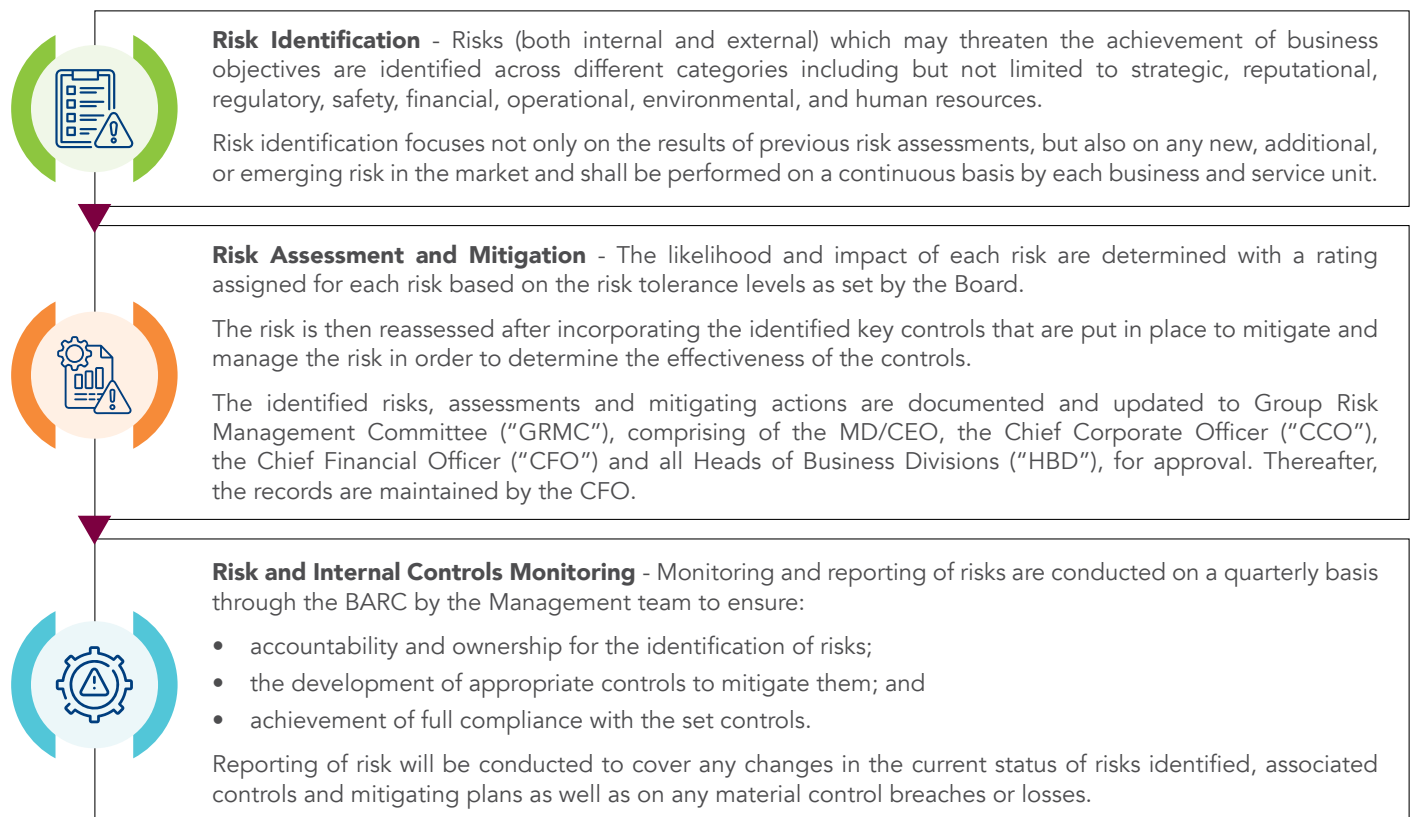 Risk Identification - Risks (both internal and external) which may threaten the achievement of business
objectives are identified across different categories including but not limited to strategic, reputational,
regulatory, safety, financial, operational, environmental, and human resources.
Risk identification focuses not only on the results of previous risk assessments, but also on any new, additional,
or emerging risk in the market and shall be performed on a continuous basis by each business and service unit.
Risk Assessment and Mitigation - The likelihood and impact of each risk are determined with a rating
assigned for each risk based on the risk tolerance levels as set by the Board.
The risk is then reassessed after incorporating the identified key controls that are put in place to mitigate and
manage the risk in order to determine the effectiveness of the controls.
The identified risks, assessments and mitigating actions are documented and updated to Group Risk
Management Committee (“GRMC”), comprising of the MD/CEO, the Chief Corporate Officer (“CCO”),
the Chief Financial Officer (“CFO”) and all Heads of Business Divisions (“HBD”), for approval. Thereafter,
the records are maintained by the CFO.
Risk and Internal Controls Monitoring - Monitoring and reporting of risks are conducted on a quarterly basis
through the BARC by the Management team to ensure:
• accountability and ownership for the identification of risks;
• the development of appropriate controls to mitigate them; and
• achievement of full compliance with the set controls.
Reporting of risk will be conducted to cover any changes in the current status of risks identified, associated
controls and mitigating plans as well as on any material control breaches or losses.